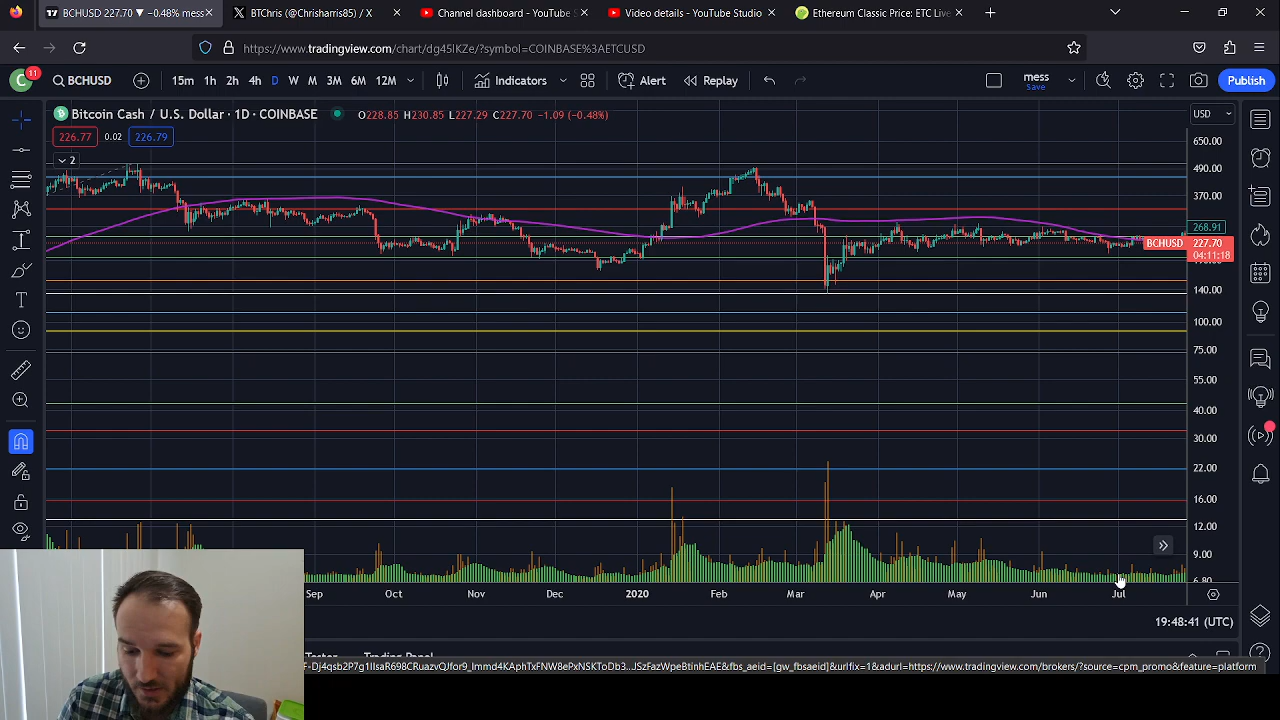 BCHUSD 227.70 ▼ −0.48% mess
BTChris (@Chrisharris85) / X
Channel dashboard - YouTube S
Video details - YouTube Studio
Ethereum Classic Price: ETC Live
https://www.tradingview.com/chart/dg45lKZe/?symbol=COINBASE%3AETCUSD
C 11
BCHUSD 15m 1h 2h 4h D W M 3M 6M 12M Indicators Alert Replay mess Save Publish
Bitcoin Cash / U.S. Dollar · 1D · COINBASE O228.85 H230.85 L227.29 C227.70 −1.09 (−0.48%)
USD
226.77 0.02 226.79
650.00
2
490.00
370.00
268.91
BCHUSD 227.70
04:11:18
140.00
100.00
75.00
55.00
40.00
30.00
22.00
16.00
12.00
9.00
Sep Oct Nov Dec 2020 Feb Mar Apr May Jun Jul
19:48:41 (UTC)
Trading Panel